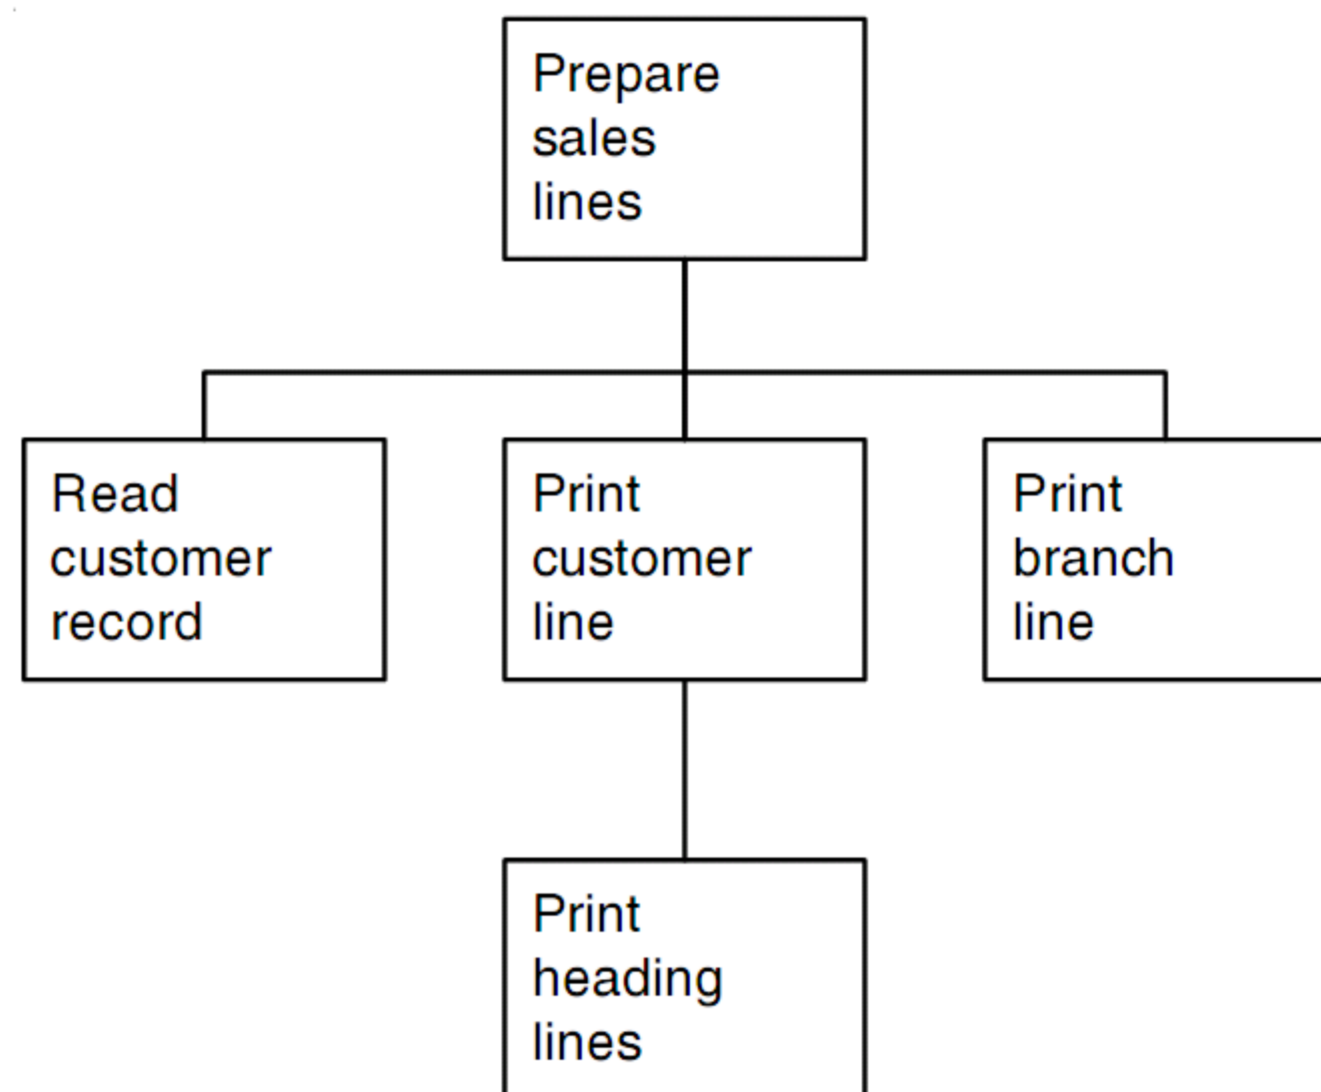 Prepare
sales
lines
Read
customer
record
Print
customer
line
Print
branch
line
Print
heading
lines